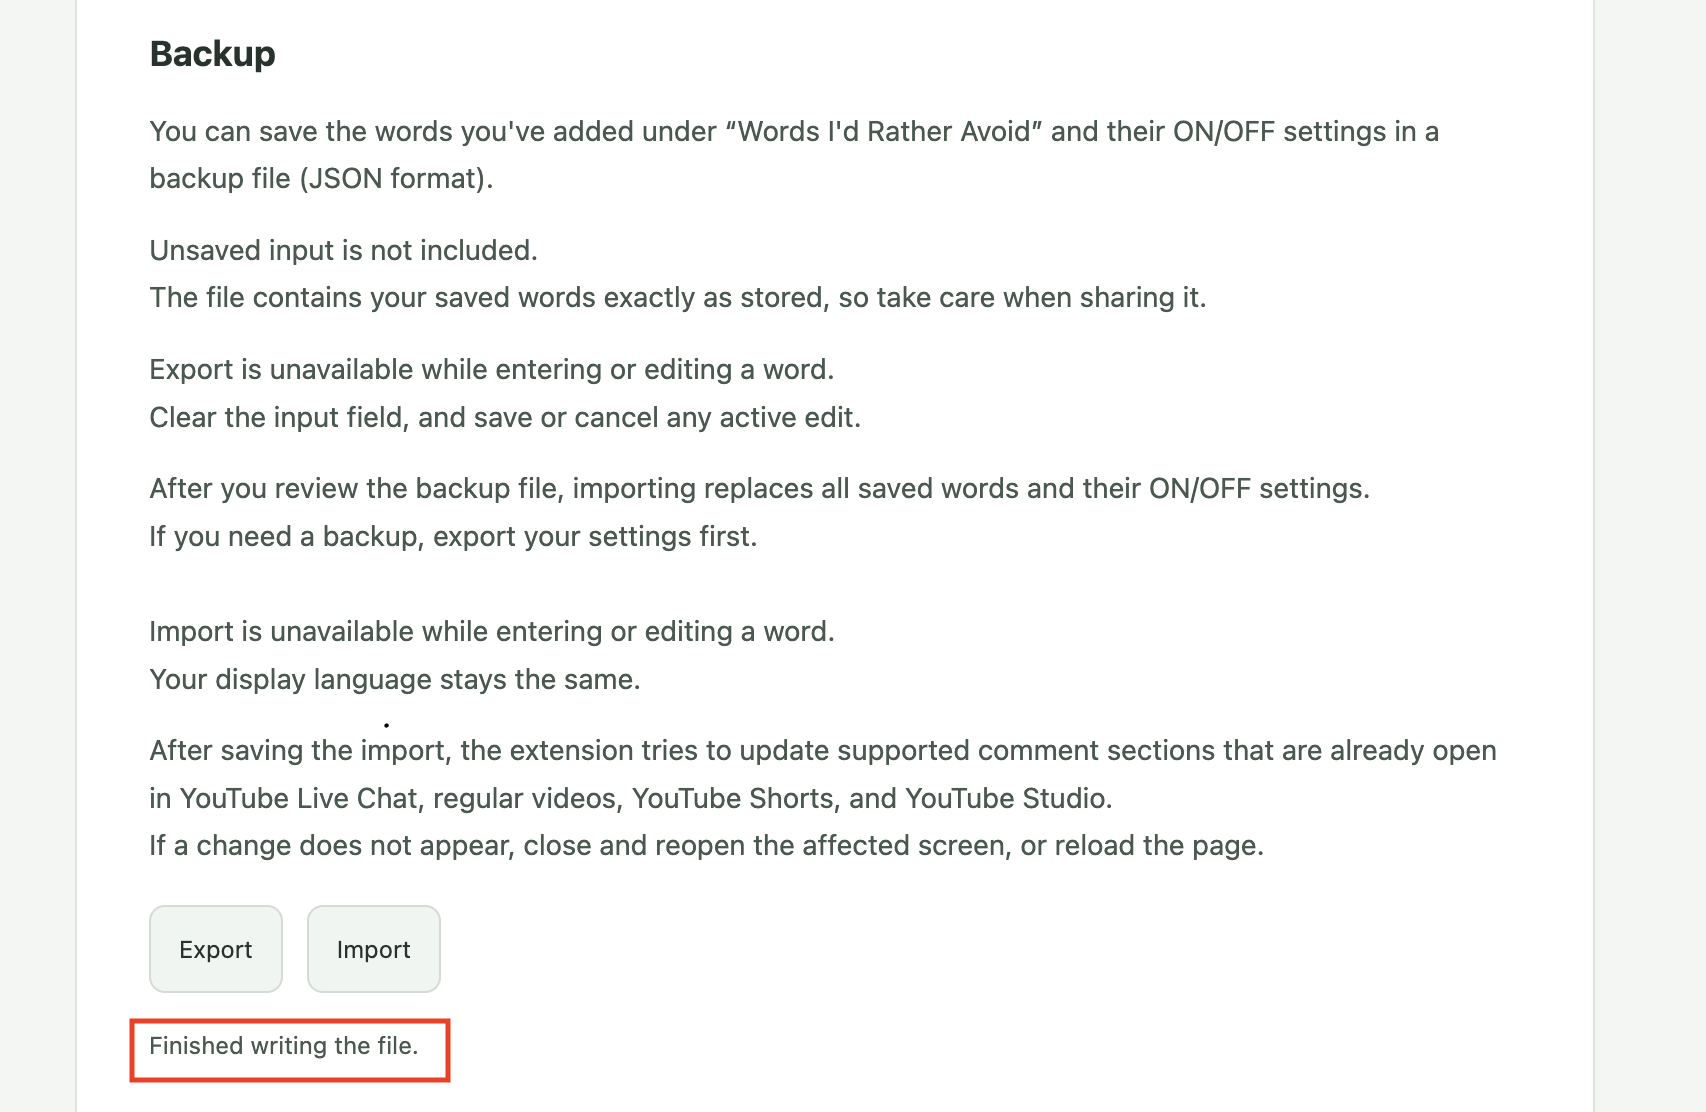 Backup
You can save the words you've added under “Words I'd Rather Avoid” and their ON/OFF settings in a
backup file (JSON format).
Unsaved input is not included.
The file contains your saved words exactly as stored, so take care when sharing it.
Export is unavailable while entering or editing a word.
Clear the input field, and save or cancel any active edit.
After you review the backup file, importing replaces all saved words and their ON/OFF settings.
If you need a backup, export your settings first.
Import is unavailable while entering or editing a word.
Your display language stays the same.
After saving the import, the extension tries to update supported comment sections that are already open
in YouTube Live Chat, regular videos, YouTube Shorts, and YouTube Studio.
If a change does not appear, close and reopen the affected screen, or reload the page.
Export Import
Finished writing the file.